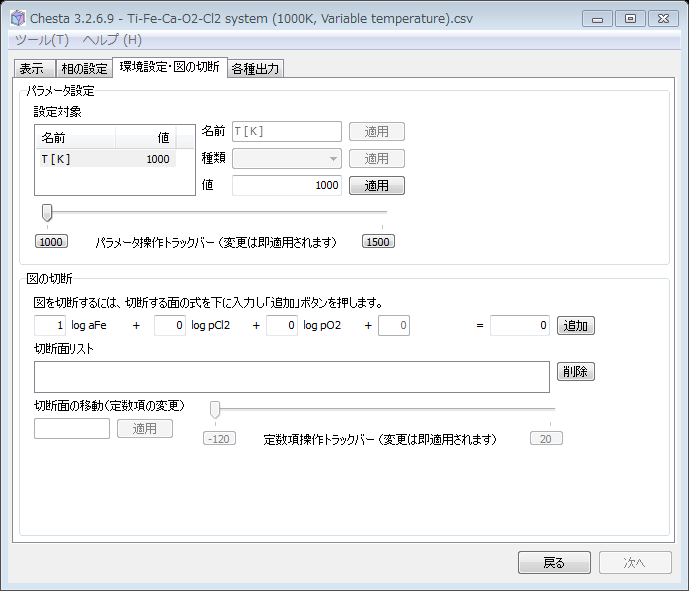 Chesta 3.2.6.9 - Ti-Fe-Ca-O2-Cl2 system (1000K, Variable temperature).csv
ツール(T) ヘルプ (H)
表示 相の設定 環境設定・図の切断 各種出力
パラメータ設定
設定対象
名前 値
T[K] 1000
名前 T[K] 適用
種類 適用
値 1000 適用
1000 パラメータ操作トラックバー (変更は即適用されます) 1500
図の切断
図を切断するには、切断する面の式を下に入力し「追加」ボタンを押します。
1 log aFe + 0 log pCl2 + 0 log pO2 + 0 = 0 追加
切断面リスト
削除
切断面の移動(定数項の変更)
適用
-120 定数項操作トラックバー (変更は即適用されます) 20
戻る 次へ